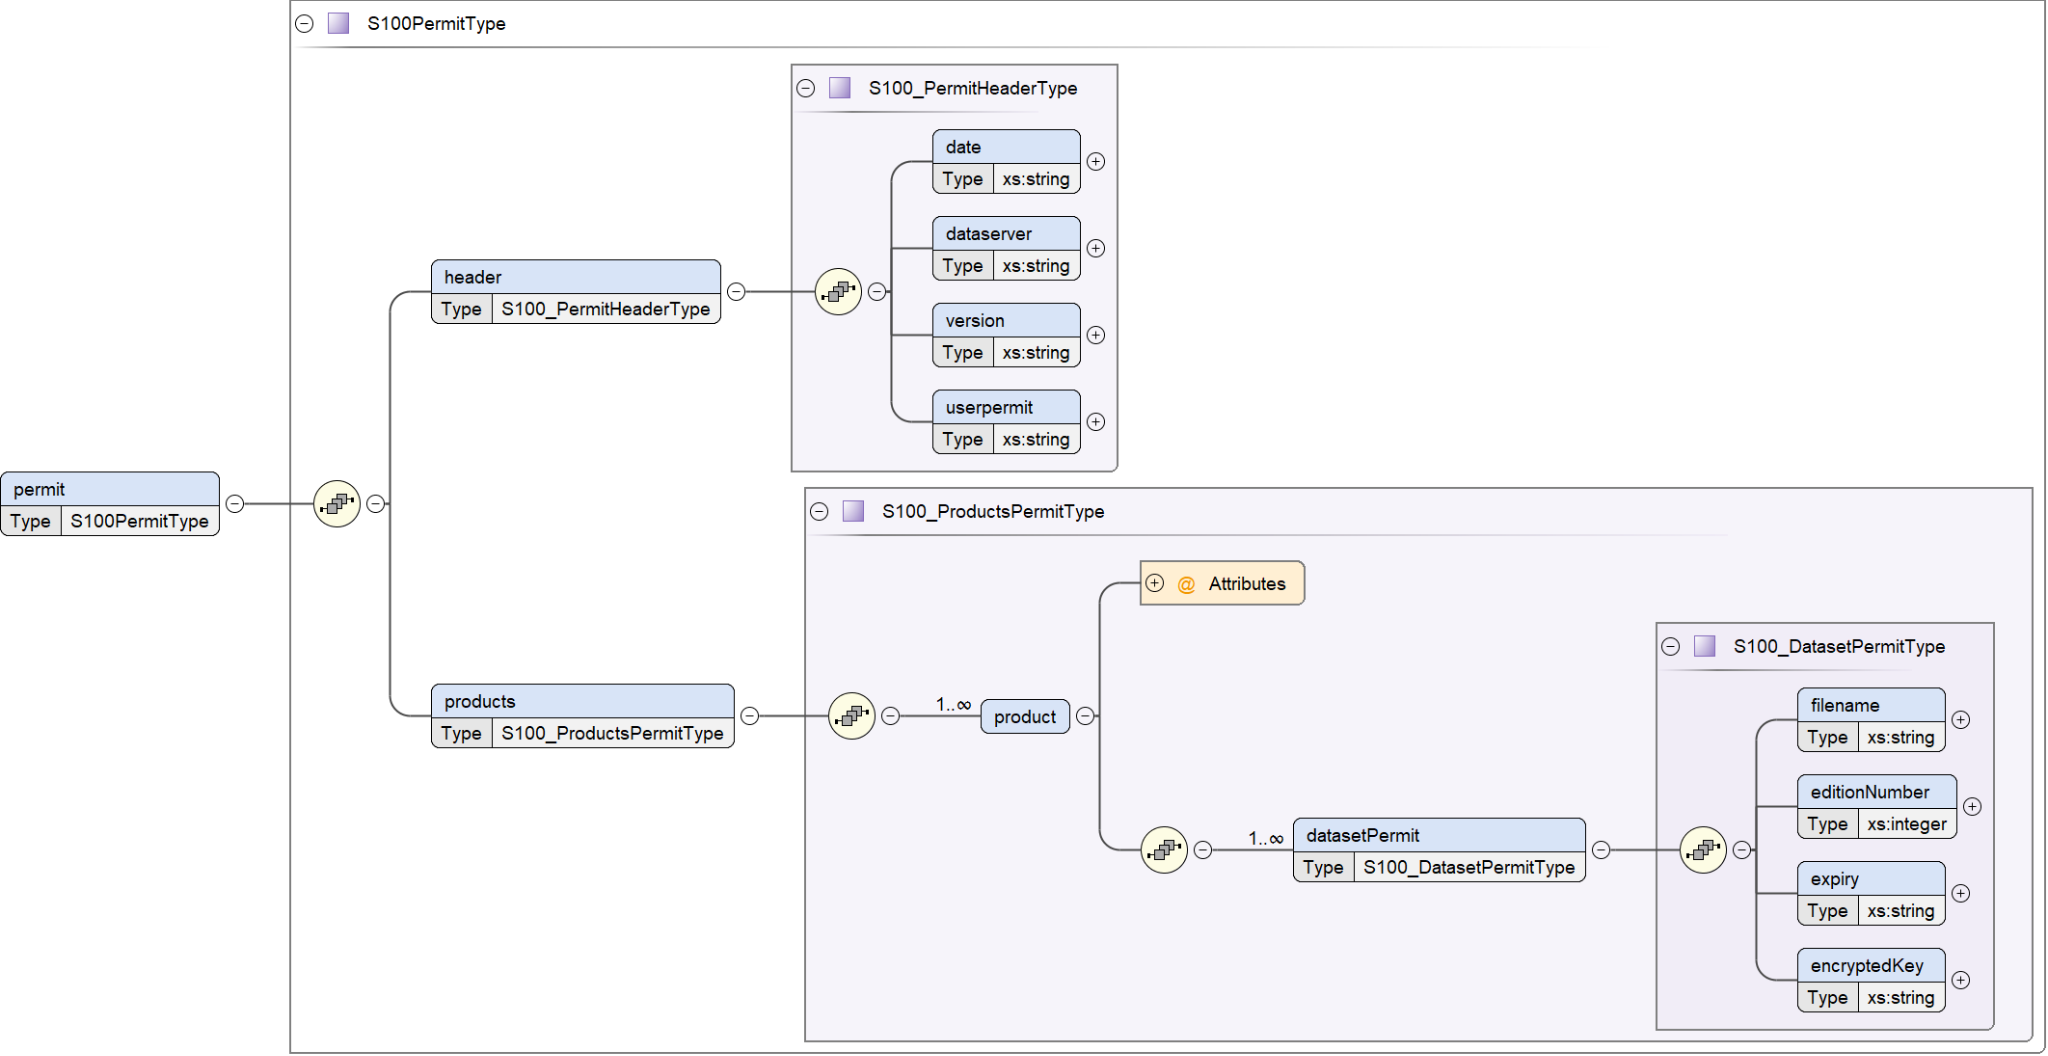 S100PermitType
S100_PermitHeaderType
date
Type xs:string
dataserver
Type xs:string
header
Type S100_PermitHeaderType
version
Type xs:string
userpermit
Type xs:string
permit
Type S100PermitType
S100_ProductsPermitType
@ Attributes
S100_DatasetPermitType
products
Type S100_ProductsPermitType
1..∞
product
filename
Type xs:string
editionNumber
Type xs:integer
1..∞
datasetPermit
Type S100_DatasetPermitType
expiry
Type xs:string
encryptedKey
Type xs:string